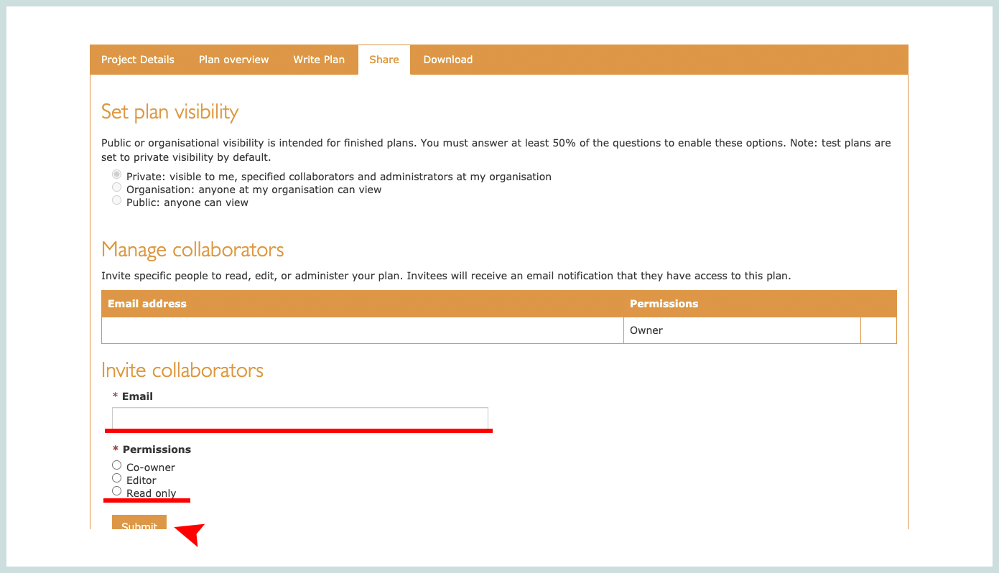 Project Details Plan overview Write Plan Share Download
Set plan visibility
Public or organisational visibility is intended for finished plans. You must answer at least 50% of the questions to enable these options. Note: test plans are
set to private visibility by default.
Private: visible to me, specified collaborators and administrators at my organisation
Organisation: anyone at my organisation can view
Public: anyone can view
Manage collaborators
Invite specific people to read, edit, or administer your plan. Invitees will receive an email notification that they have access to this plan.
Email address Permissions
Owner
Invite collaborators
* Email
* Permissions
Co-owner
Editor
Read only
Submit